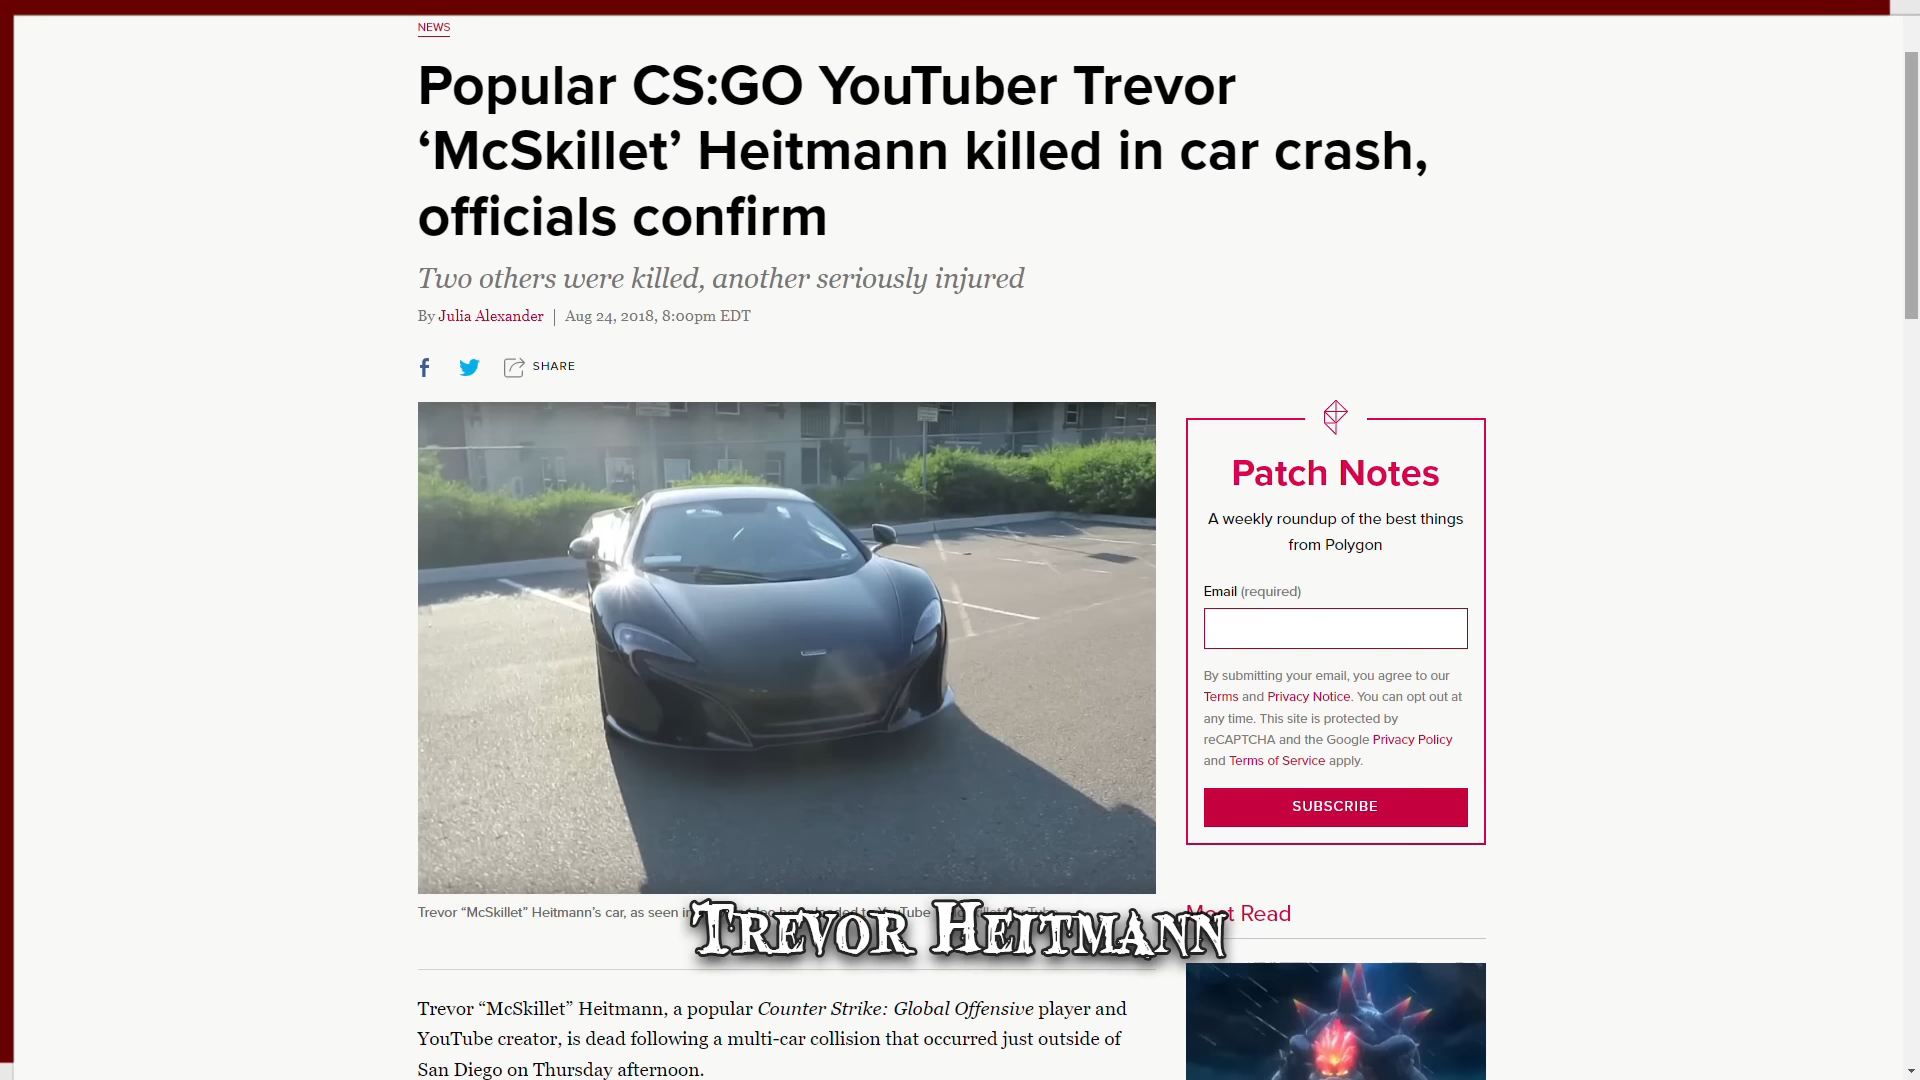 NEWS
Popular CS:GO YouTuber Trevor
‘McSkillet’ Heitmann killed in car crash,
officials confirm
Two others were killed, another seriously injured
By Julia Alexander | Aug 24, 2018, 8:00pm EDT
SHARE
Patch Notes
A weekly roundup of the best things
from Polygon
Email (required)
By submitting your email, you agree to our
Terms and Privacy Notice. You can opt out at
any time. This site is protected by
reCAPTCHA and the Google Privacy Policy
and Terms of Service apply.
SUBSCRIBE
Trevor “McSkillet” Heitmann’s car, as seen in
YouTube
Trevor Heitmann
Most Read
Trevor “McSkillet” Heitmann, a popular Counter Strike: Global Offensive player and
YouTube creator, is dead following a multi-car collision that occurred just outside of
San Diego on Thursday afternoon.